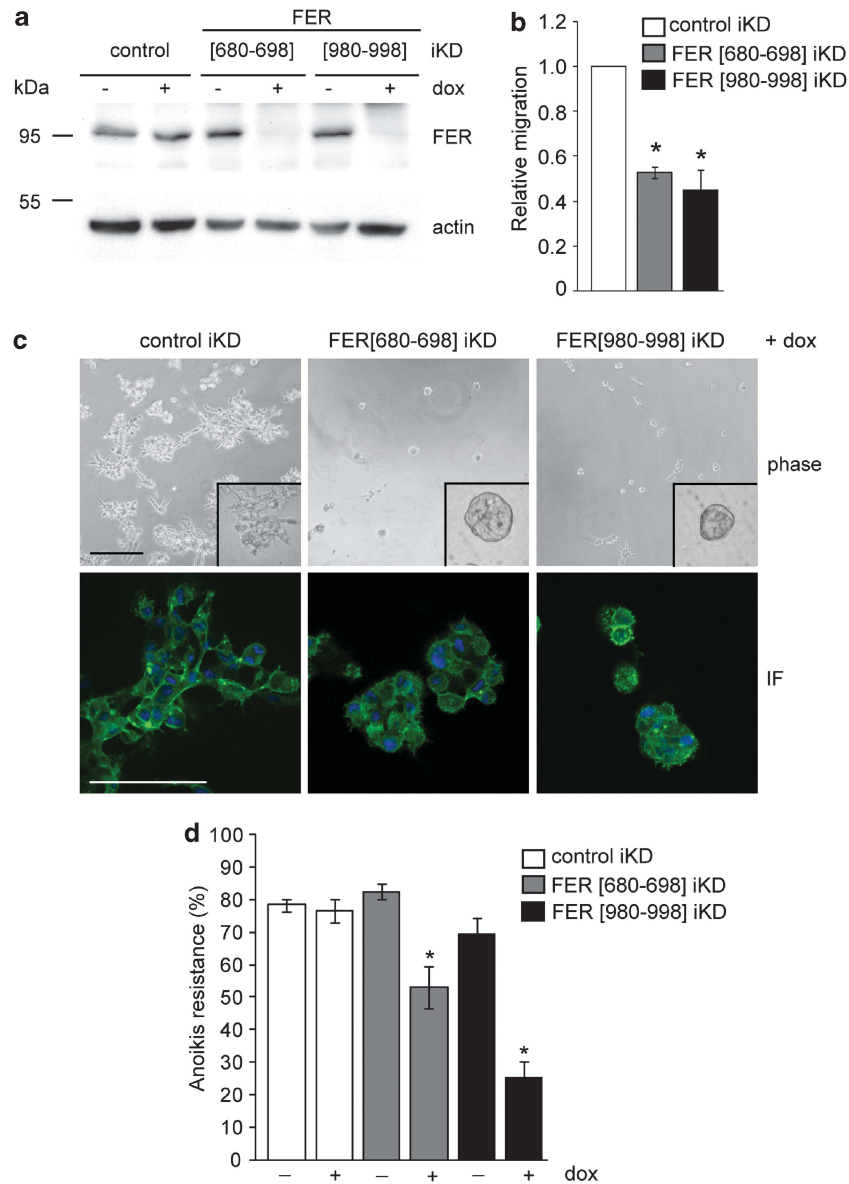 a
FER
control [680-698] [980-998] iKD
kDa - + - + - + dox
95 FER
55
actin
b
control iKD
FER [680-698] iKD
FER [980-998] iKD
Relative migration
1.2
1.0
0.8
0.6
0.4
0.2
0
* *
c
control iKD FER[680-698] iKD FER[980-998] iKD + dox
phase
IF
d
control iKD
FER [680-698] iKD
FER [980-998] iKD
Anoikis resistance (%)
100
90
80
70
60
50
40
30
20
10
0
*
*
– + – + – + dox